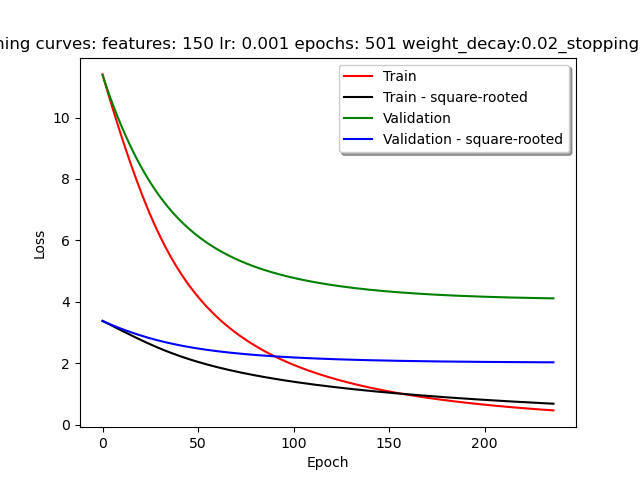 ning curves: features: 150 lr: 0.001 epochs: 501 weight_decay:0.02_stopping
Train
Train - square-rooted
Validation
Validation - square-rooted
Loss
10
8
6
4
2
0
0 50 100 150 200
Epoch